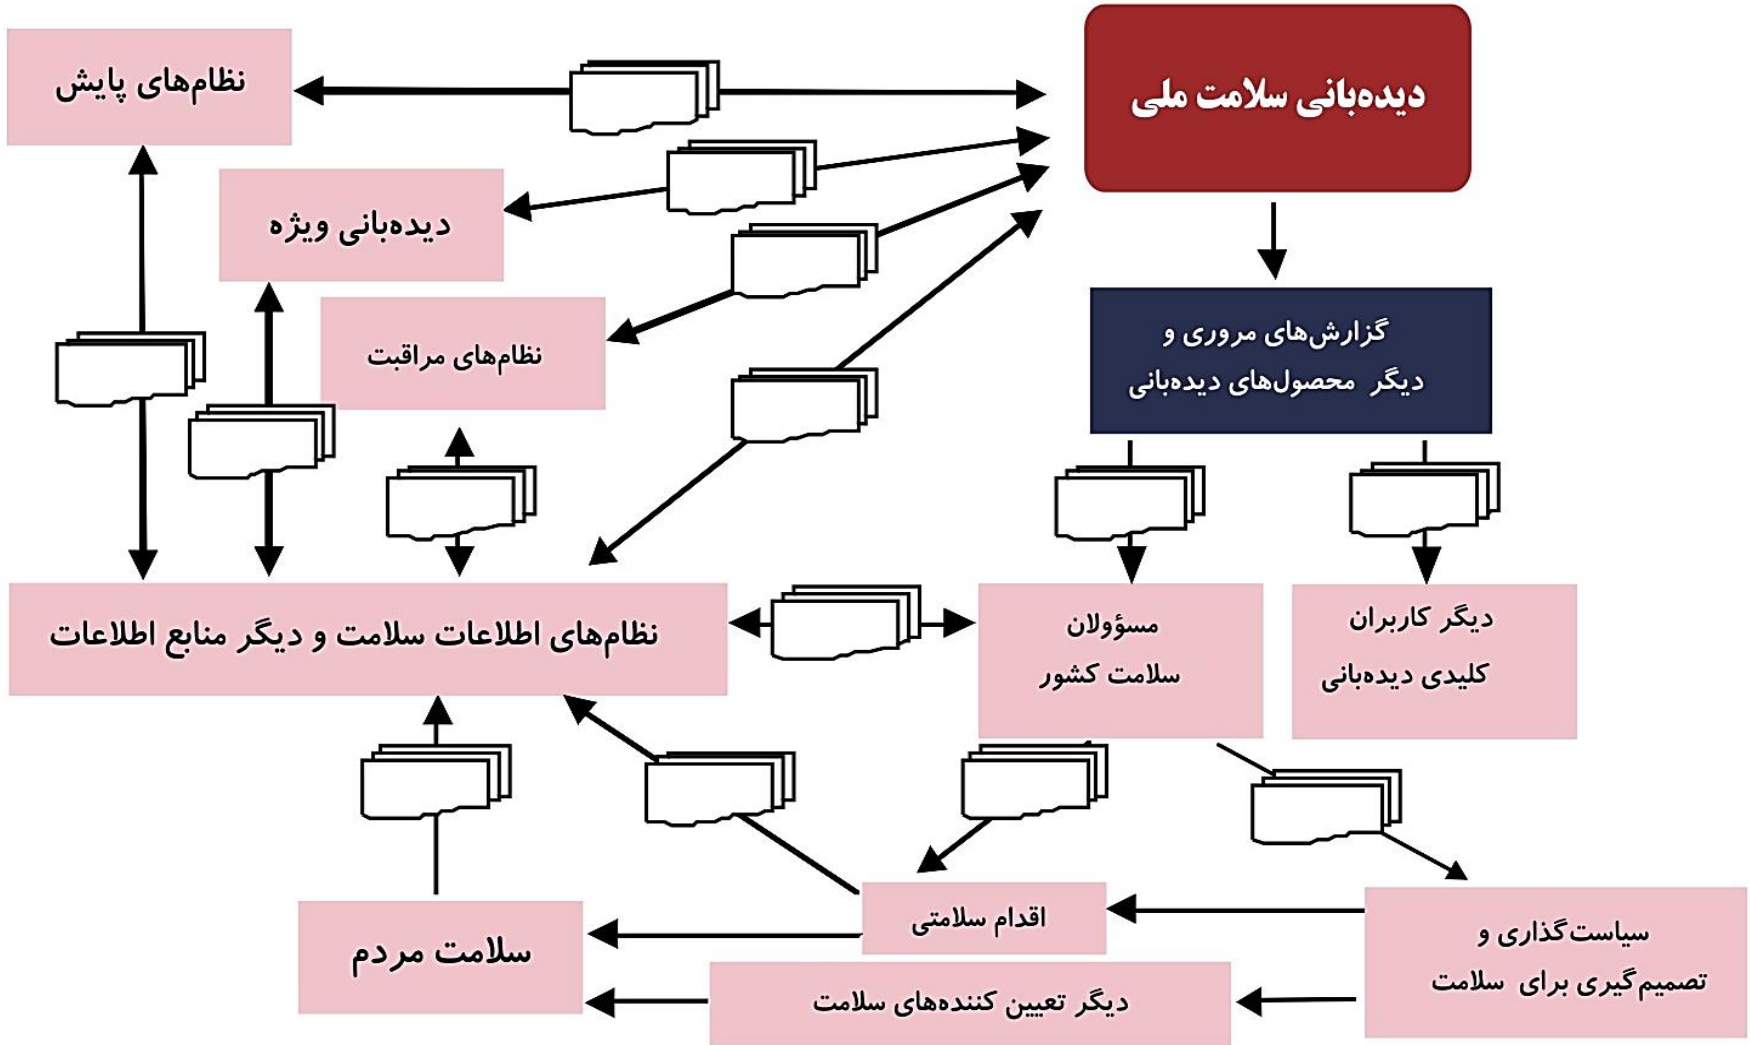 دیده‌بانی سلامت ملی
نظام‌های پایش
دیده‌بانی ویژه
نظام‌های مراقبت
گزارش‌های مروری و
دیگر محصول‌های دیده‌بانی
نظام‌های اطلاعات سلامت و دیگر منابع اطلاعات
مسؤولان
سلامت کشور
دیگر کاربران
کلیدی دیده‌بانی
اقدام سلامتی
سلامت مردم
سیاست‌گذاری و
تصمیم‌گیری برای سلامت
دیگر تعیین کننده‌های سلامت